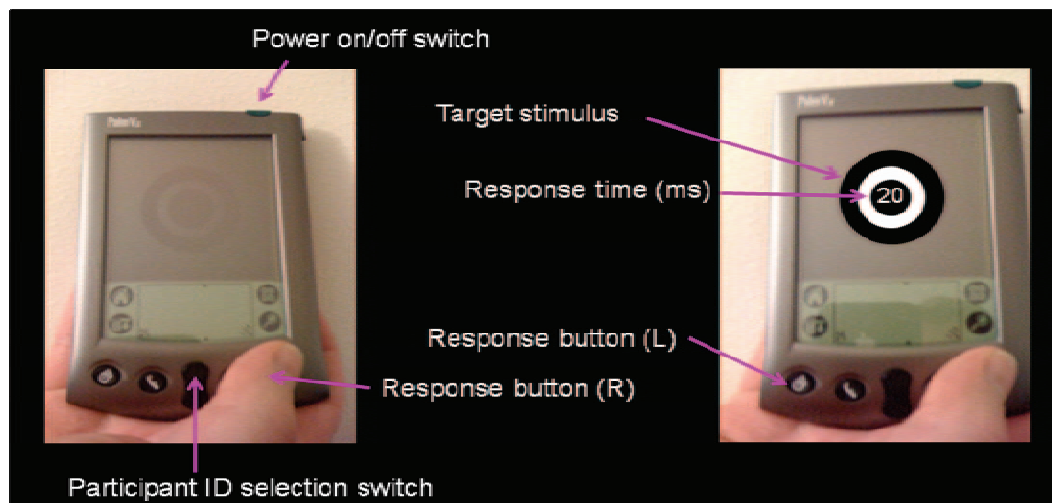 Power on/off switch
Target stimulus
Response time (ms)
20
Response button (L)
Response button (R)
Participant ID selection switch